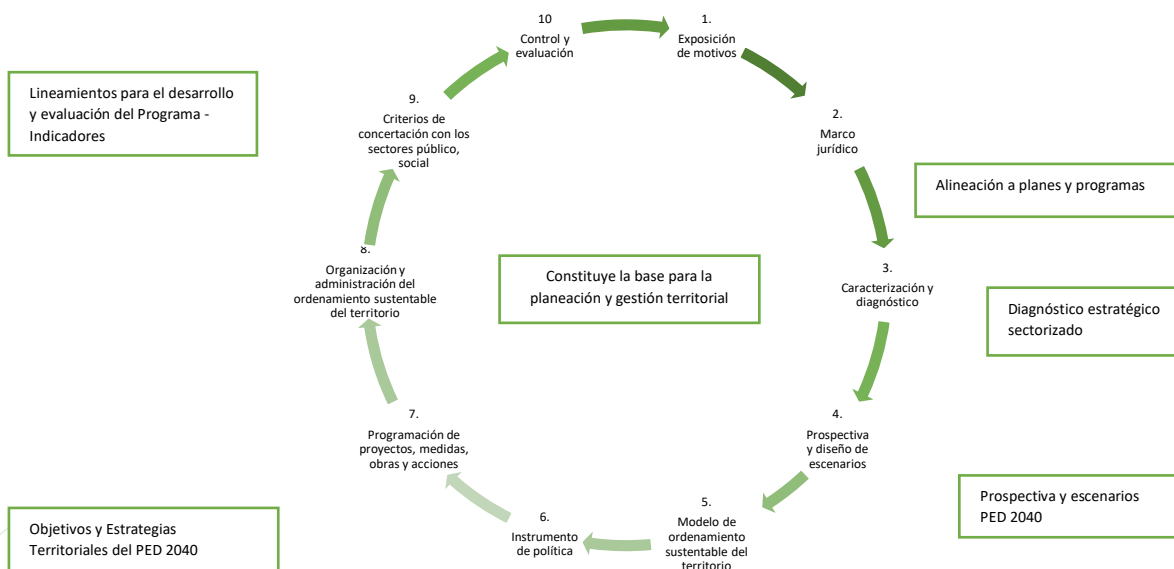 10
Control y
evaluación
1.
Exposición
de motivos
Lineamientos para el desarrollo
y evaluación del Programa -
Indicadores
9.
Criterios de
concertación con los
sectores público,
social
2.
Marco
jurídico
Alineación a planes y programas
8.
Organización y
administración del
ordenamiento sustentable
del territorio
Constituye la base para la
planeación y gestión territorial
3.
Caracterización y
diagnóstico
Diagnóstico estratégico
sectorizado
7.
Programación de
proyectos, medidas,
obras y acciones
4.
Prospectiva
y diseño de
escenarios
Prospectiva y escenarios
PED 2040
Objetivos y Estrategias
Territoriales del PED 2040
6.
Instrumento
de política
5.
Modelo de
ordenamiento
sustentable del
territorio